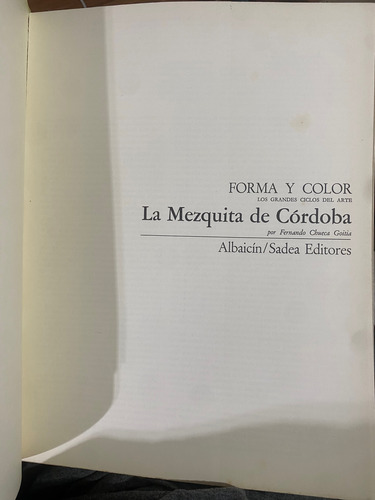 FORMA Y COLOR
LOS GRANDES CICLOS DEL ARTE
La Mezquita de Córdoba
por Fernando Chueca Goitia
Albaicín/Sadea Editores